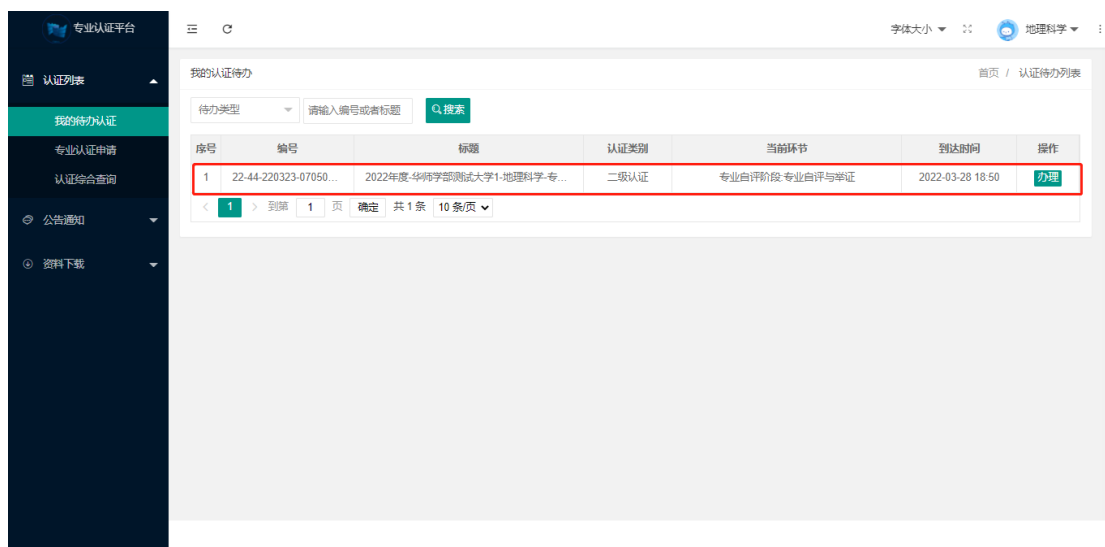 专业认证平台
字体大小
地理科学
认证列表
我的待办认证
专业认证申请
认证综合查询
公告通知
资料下载
我的认证待办
首页 / 认证待办列表
待办类型 请输入编号或者标题 搜索
序号 编号 标题 认证类别 当前环节 到达时间 操作
1 22-44-220323-07050... 2022年度-华师学部测试大学1-地理科学-专... 二级认证 专业自评阶段:专业自评与举证 2022-03-28 18:50 办理
< 1 > 到第 1 页 确定 共 1 条 10 条/页